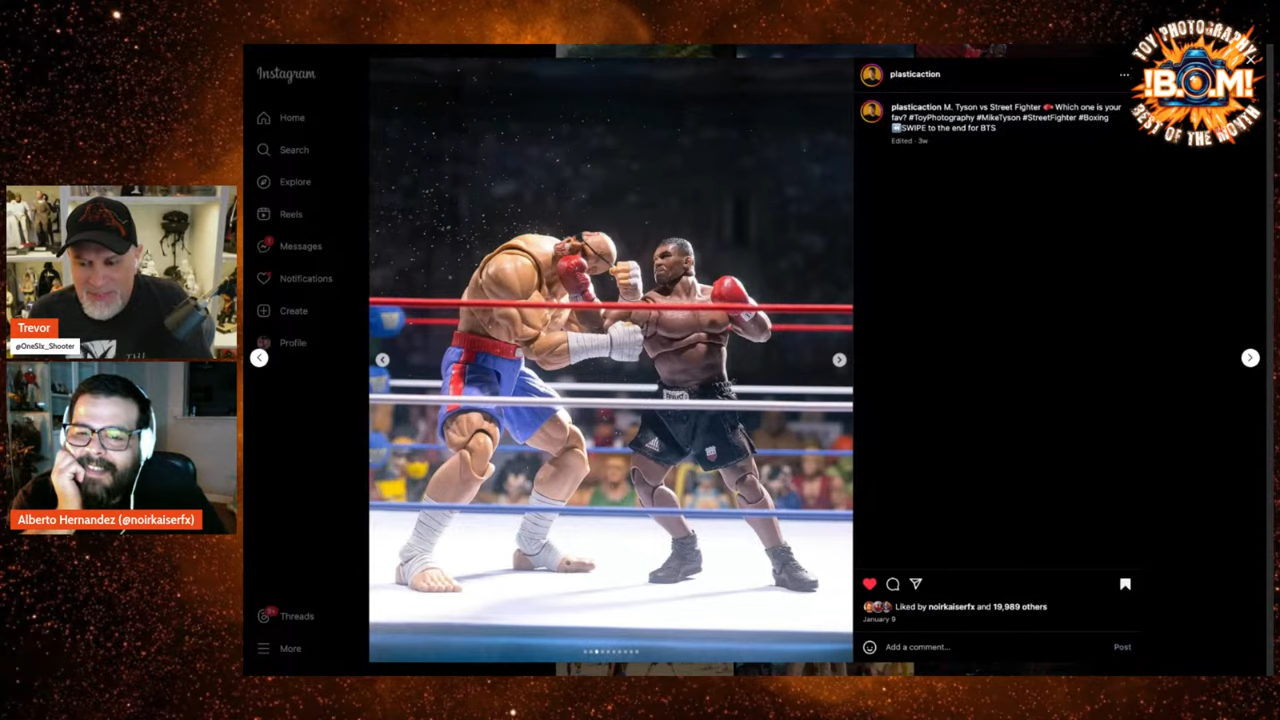 TOY PHOTOGRAPHY
!B.O.M!
BEST OF THE MONTH
Instagram
Home
Search
Explore
Reels
Messages
Notifications
Create
Profile
Threads
More
plasticaction
plasticaction M. Tyson vs Street Fighter 🥊 Which one is your
fav? #ToyPhotography #MikeTyson #StreetFighter #Boxing
⏪SWIPE to the end for BTS
Edited · 3w
Liked by noirkaiserfx and 19,989 others
January 9
Add a comment...
Post
Trevor
@OneSix_Shooter
Alberto Hernandez (@noirkaiserfx)